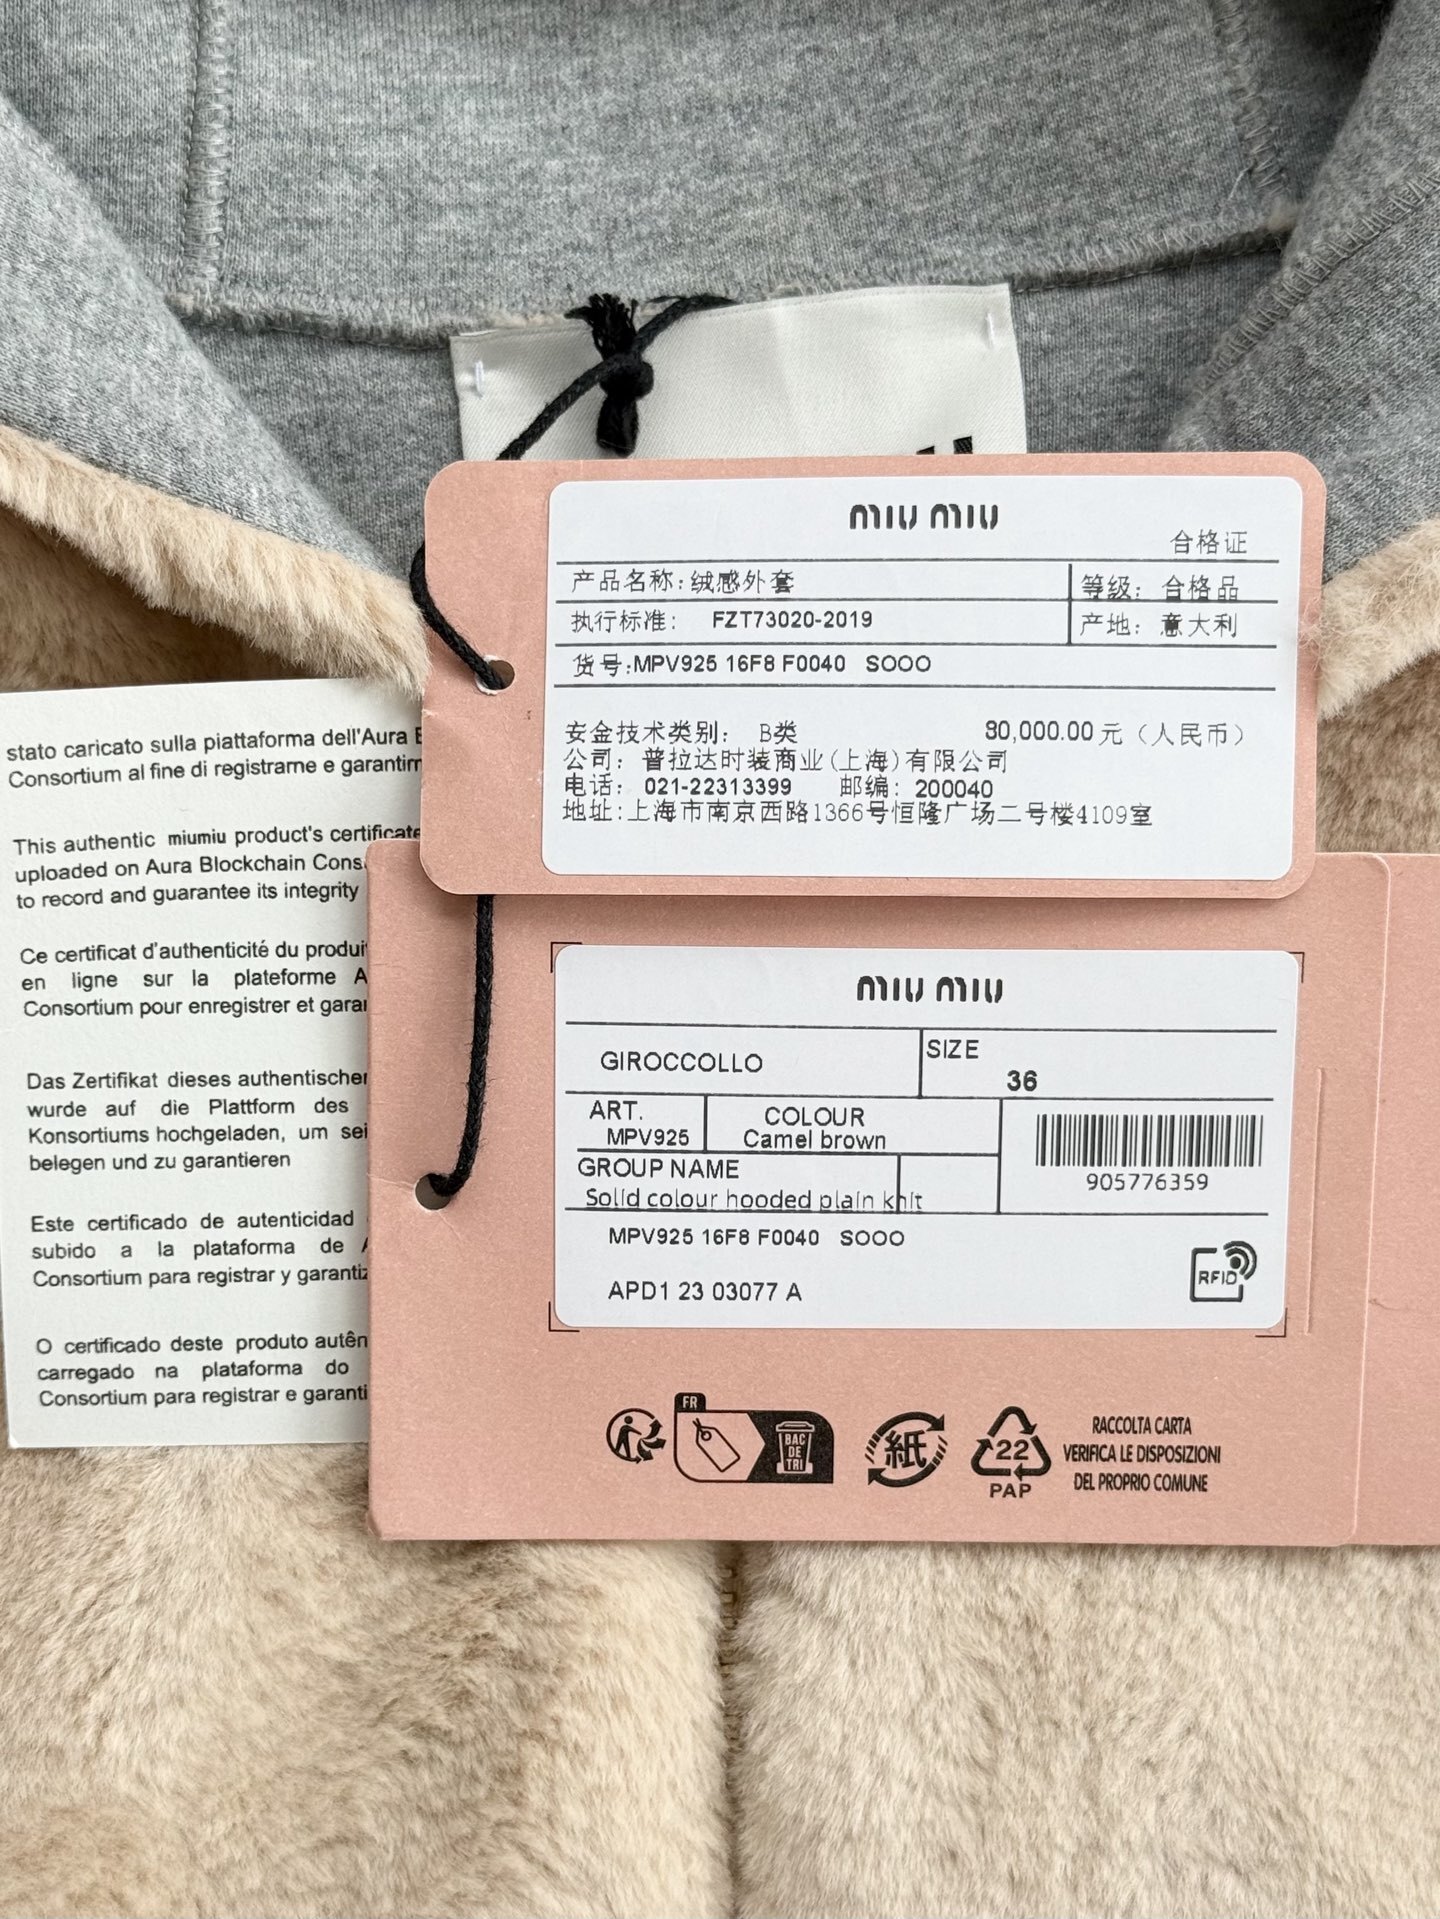 miu miu
合格证
产品名称:绒感外套
等级: 合格品
执行标准: FZT73020-2019
产地: 意大利
货号:MPV925 16F8 F0040 SOOO
安金技术类别: B类 30,000.00元(人民币)
公司: 普拉达时装商业(上海)有限公司
电话: 021-22313399 邮编: 200040
地址:上海市南京西路1366号恒隆广场二号楼4109室
stato caricato sulla piattaforma dell'Aura
Consortium al fine di registrarne e
This authentic miumiu product's certificate
uploaded on Aura Blockchain
to record and guarantee its integrity
Ce certificat d'authenticité du
en ligne sur la plateforme
Consortium pour enregistrer et
Das Zertifikat dieses
wurde auf die Plattform des
Konsortiums hochgeladen, um
belegen und zu garantieren
Este certificado de autenticidad
subido a la plataforma de
Consortium para registrar y
O certificado deste produto
carregado na plataforma do
Consortium para registrar e
miu miu
GIROCCOLLO
SIZE
36
ART.
MPV925
COLOUR
Camel brown
GROUP NAME
Solid colour hooded plain knit
905776359
MPV925 16F8 F0040 SOOO
APD1 23 03077 A
RFID
FR
BAC
DE
TRI
紙
22
PAP
RACCOLTA CARTA
VERIFICA LE DISPOSIZIONI
DEL PROPRIO COMUNE